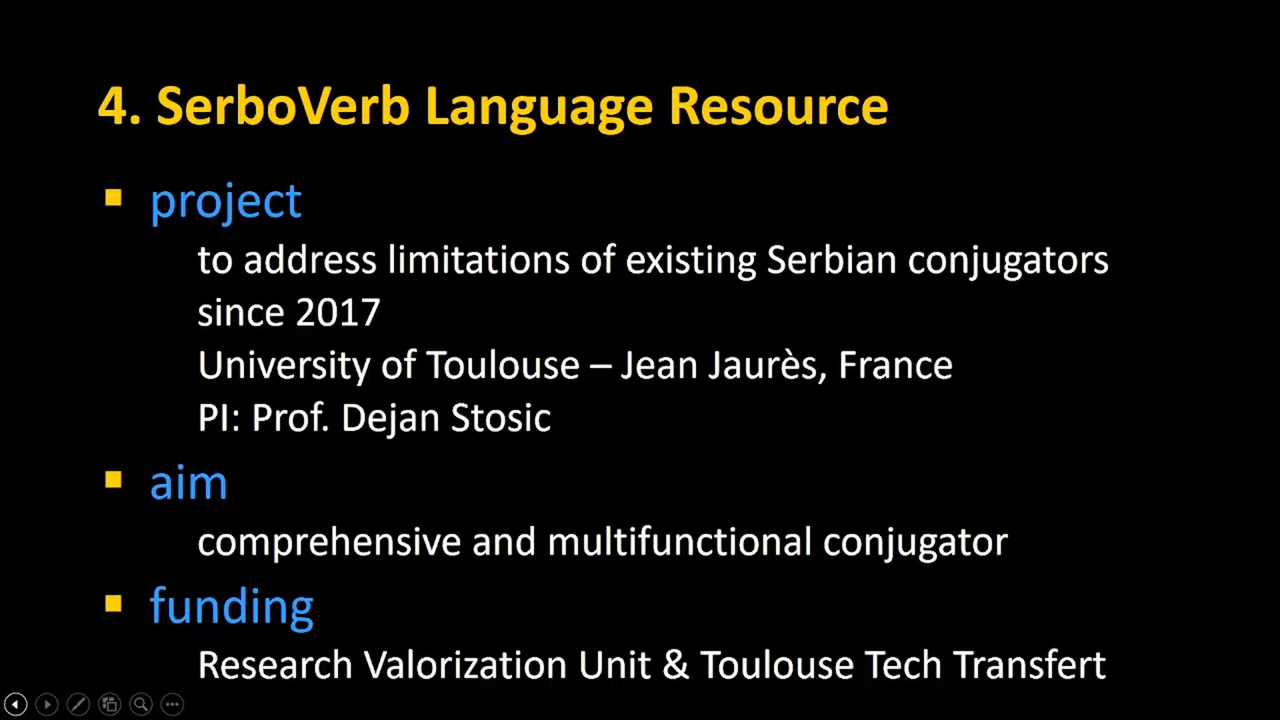 4. SerboVerb Language Resource
project
to address limitations of existing Serbian conjugators
since 2017
University of Toulouse – Jean Jaurès, France
PI: Prof. Dejan Stosic
aim
comprehensive and multifunctional conjugator
funding
Research Valorization Unit & Toulouse Tech Transfert